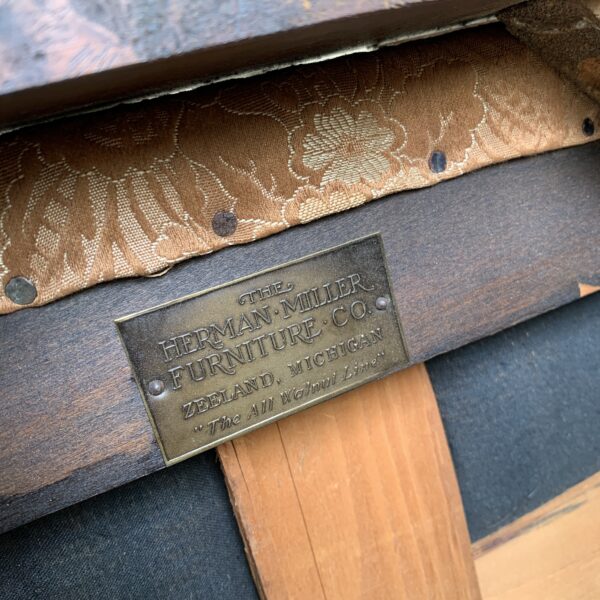 THE
HERMAN · MILLER
FURNITURE · CO.
ZEELAND, MICHIGAN
"The All Walnut Line"